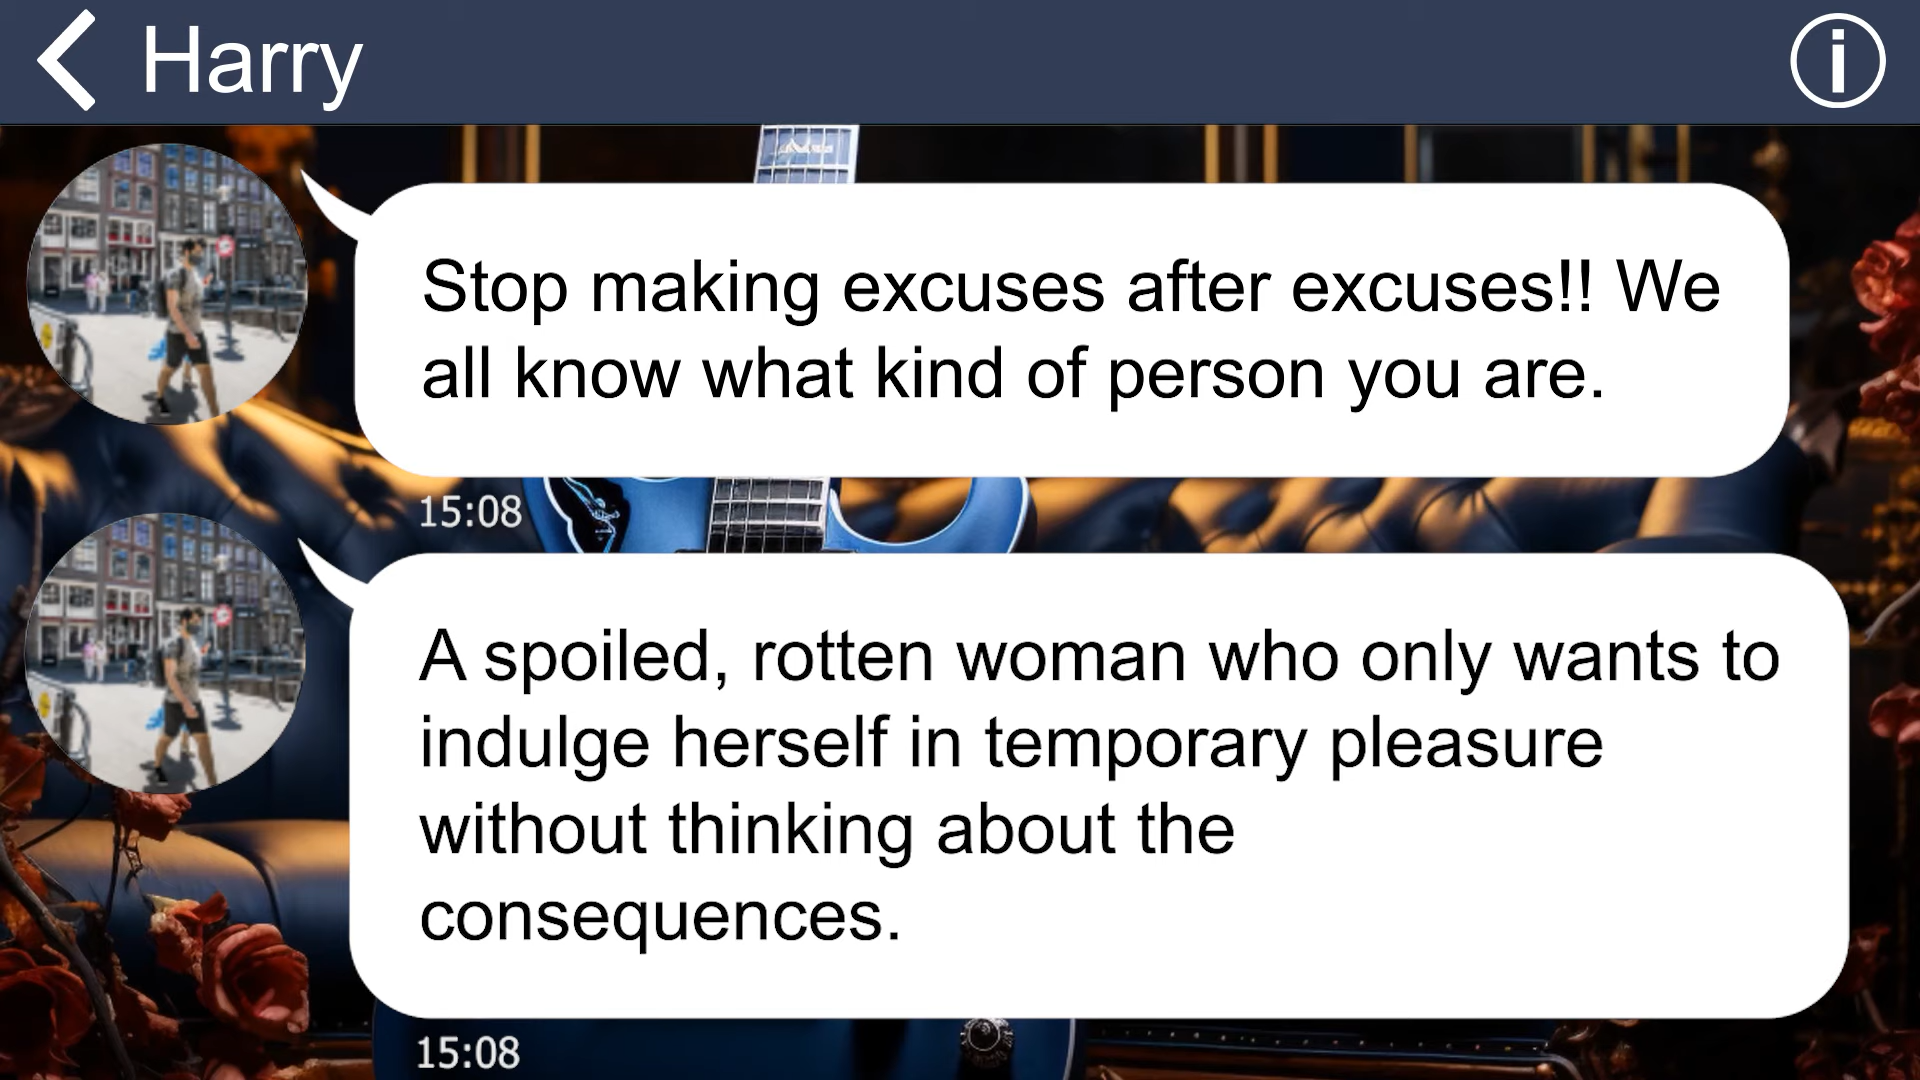 Harry
Stop making excuses after excuses!! We
all know what kind of person you are.
15:08
A spoiled, rotten woman who only wants to
indulge herself in temporary pleasure
without thinking about the
consequences.
15:08